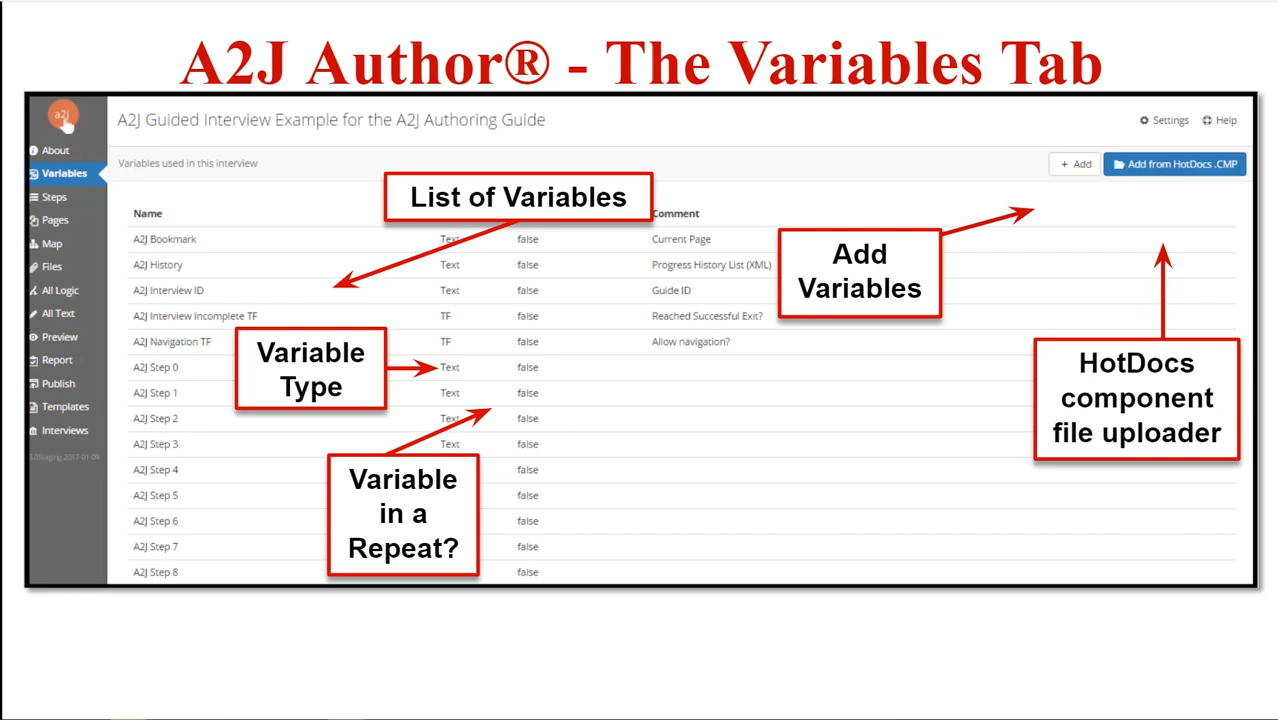 A2J Author® - The Variables Tab
a2j
A2J Guided Interview Example for the A2J Authoring Guide
Settings
Help
About
Variables
Steps
Pages
Map
Files
All Logic
All Text
Preview
Report
Publish
Templates
Interviews
Variables used in this interview
+ Add
Add from HotDocs .CMP
List of Variables
Name
Comment
A2J Bookmark Text false Current Page
A2J History Text false Progress History List (XML)
A2J Interview ID Text false Guide ID
A2J Interview Incomplete TF TF false Reached Successful Exit?
A2J Navigation TF TF false Allow navigation?
A2J Step 0 Text false
A2J Step 1 Text false
A2J Step 2 Text false
A2J Step 3 Text false
A2J Step 4 false
A2J Step 5 false
A2J Step 6 false
A2J Step 7 false
A2J Step 8 false
Add
Variables
Variable
Type
HotDocs
component
file uploader
Variable
in a
Repeat?